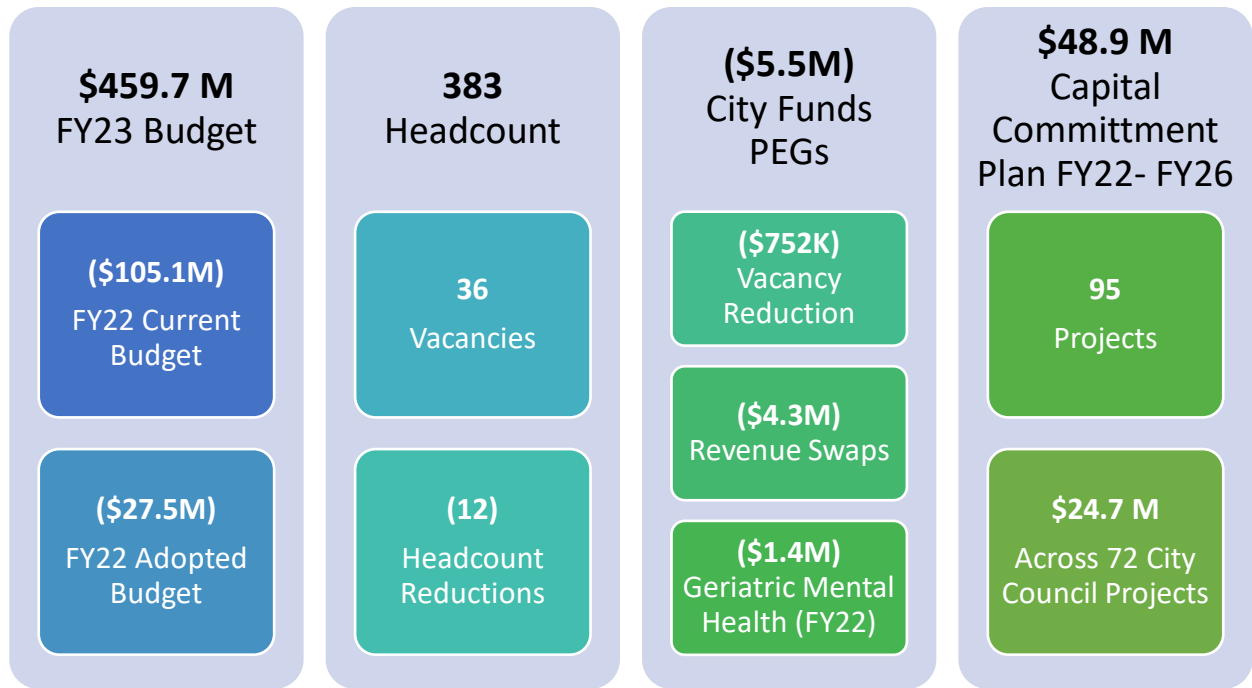 $459.7 M
FY23 Budget
($105.1M)
FY22 Current
Budget
($27.5M)
FY22 Adopted
Budget
383
Headcount
36
Vacancies
(12)
Headcount
Reductions
($5.5M)
City Funds
PEGs
($752K)
Vacancy
Reduction
($4.3M)
Revenue Swaps
($1.4M)
Geriatric Mental
Health (FY22)
$48.9 M
Capital
Committment
Plan FY22- FY26
95
Projects
$24.7 M
Across 72 City
Council Projects